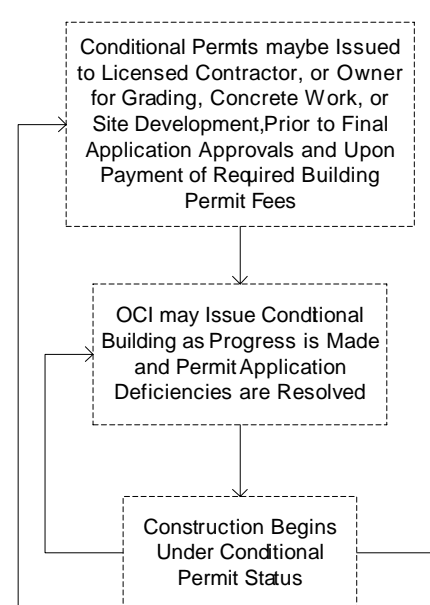 Conditional Permts maybe Issued
to Licensed Contractor, or Owner
for Grading, Concrete Work, or
Site Development,Prior to Final
Application Approvals and Upon
Payment of Required Building
Permit Fees
OCI may Issue Condtional
Building as Progress is Made
and Permit Application
Deficiencies are Resolved
Construction Begins
Under Conditional
Permit Status